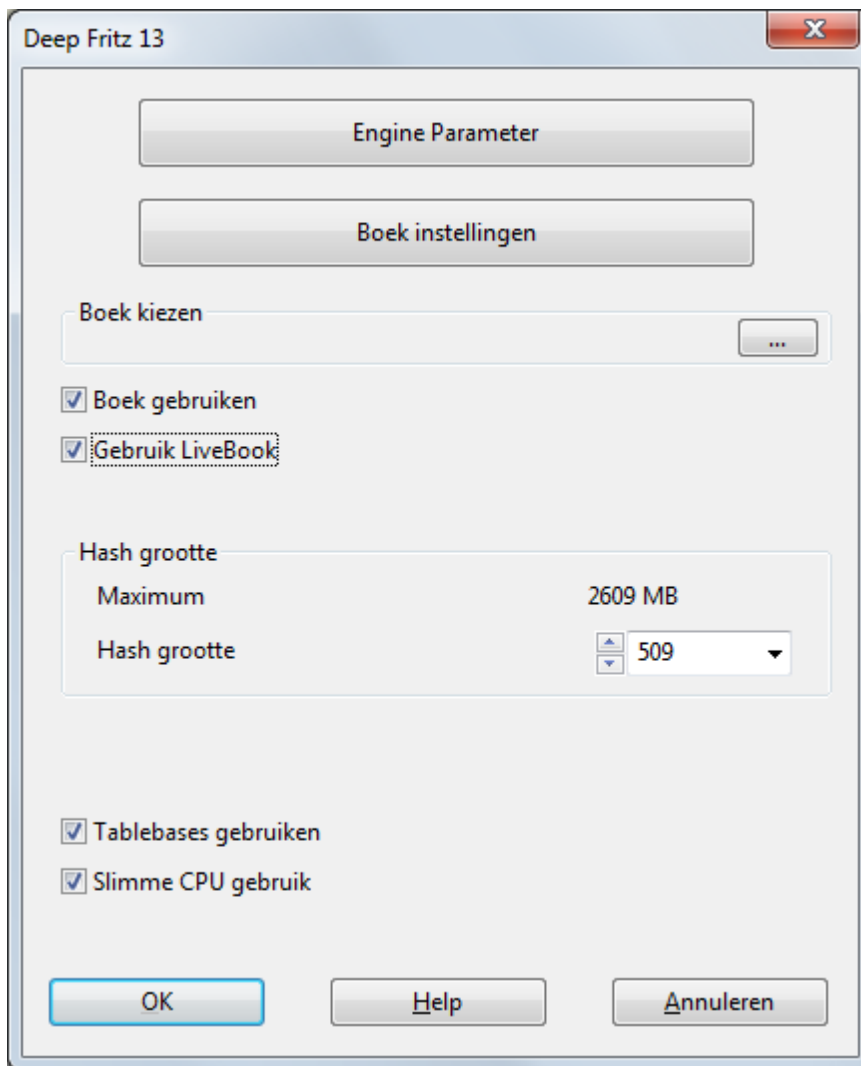 Deep Fritz 13
Engine Parameter
Boek instellingen
Boek kiezen
...
Boek gebruiken
Gebruik LiveBook
Hash grootte
Maximum 2609 MB
Hash grootte 509
Tablebases gebruiken
Slimme CPU gebruik
OK Help Annuleren